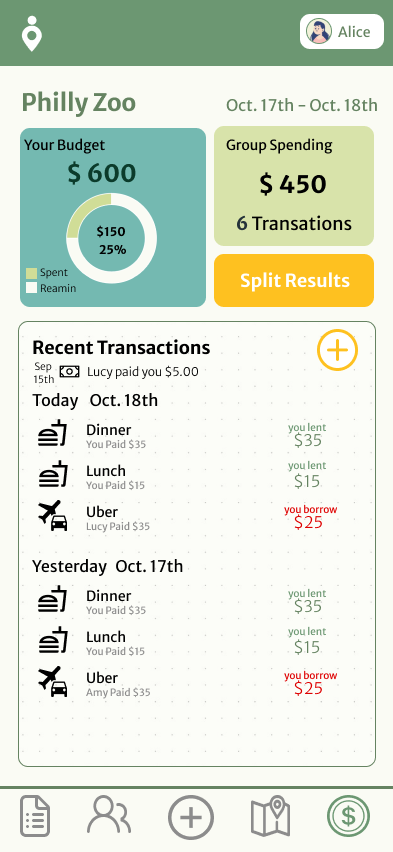 Alice
Philly Zoo
Oct. 17th – Oct. 18th
Your Budget
$ 600
$150
25%
Spent
Reamin
Group Spending
$ 450
6 Transations
Split Results
Recent Transactions
Sep
15th
Lucy paid you $5.00
Today Oct. 18th
Dinner
You Paid $35
you lent
$35
Lunch
You Paid $15
you lent
$15
Uber
Lucy Paid $35
you borrow
$25
Yesterday Oct. 17th
Dinner
You Paid $35
you lent
$35
Lunch
You Paid $15
you lent
$15
Uber
Amy Paid $35
you borrow
$25
$